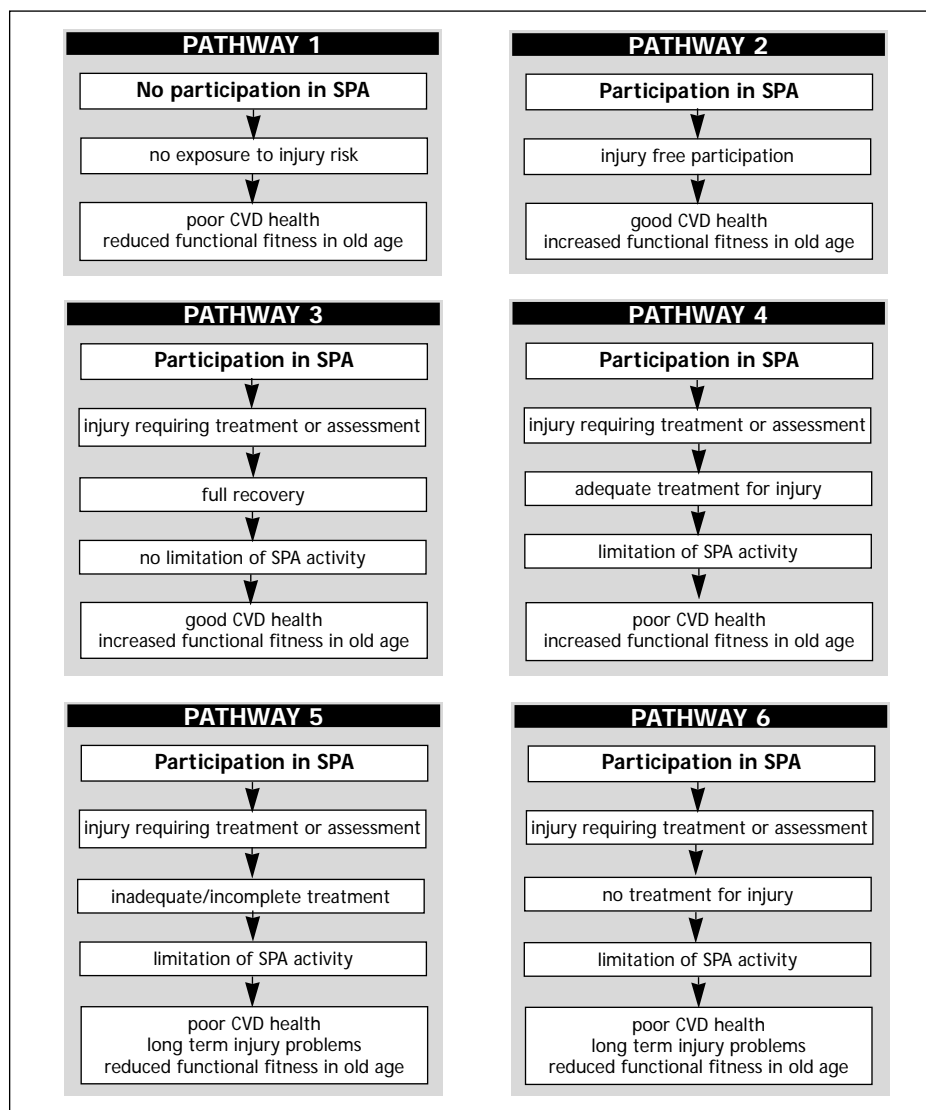 PATHWAY 1
No participation in SPA
no exposure to injury risk
poor CVD health
reduced functional fitness in old age
PATHWAY 2
Participation in SPA
injury free participation
good CVD health
increased functional fitness in old age
PATHWAY 3
Participation in SPA
injury requiring treatment or assessment
full recovery
no limitation of SPA activity
good CVD health
increased functional fitness in old age
PATHWAY 4
Participation in SPA
injury requiring treatment or assessment
adequate treatment for injury
limitation of SPA activity
poor CVD health
increased functional fitness in old age
PATHWAY 5
Participation in SPA
injury requiring treatment or assessment
inadequate/incomplete treatment
limitation of SPA activity
poor CVD health
long term injury problems
reduced functional fitness in old age
PATHWAY 6
Participation in SPA
injury requiring treatment or assessment
no treatment for injury
limitation of SPA activity
poor CVD health
long term injury problems
reduced functional fitness in old age